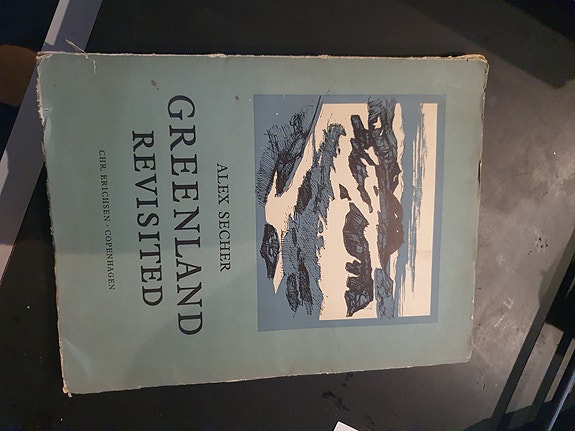 ALEX SECHER
GREENLAND
REVISITED
CHR. ERICHSEN - COPENHAGEN